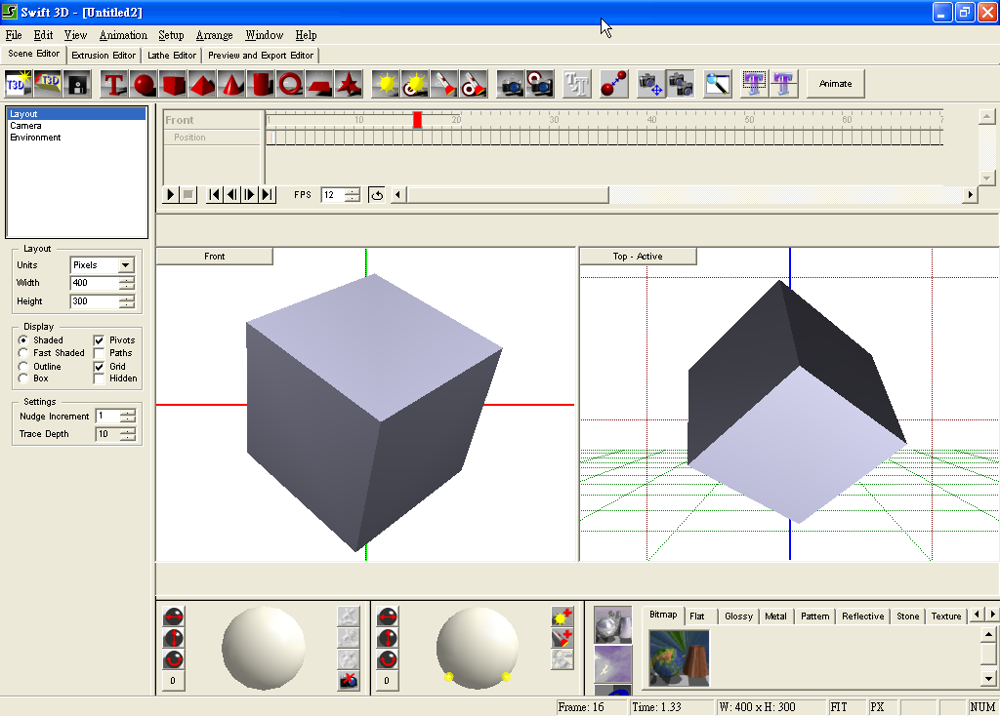 Swift 3D - [Untitled2]
File Edit View Animation Setup Arrange Window Help
Scene Editor Extrusion Editor Lathe Editor Preview and Export Editor
T3D T3D Animate
Layout
Camera
Environment
Front
Position
1 10 20 30 40 50 60 7
FPS 12
Layout
Units Pixels
Width 400
Height 300
Display
Shaded Pivots
Fast Shaded Paths
Outline Grid
Box Hidden
Settings
Nudge Increment 1
Trace Depth 10
Front
Top - Active
0
0
Bitmap Flat Glossy Metal Pattern Reflective Stone Texture
Frame: 16 Time: 1.33 W: 400 x H: 300 FIT PX NUM